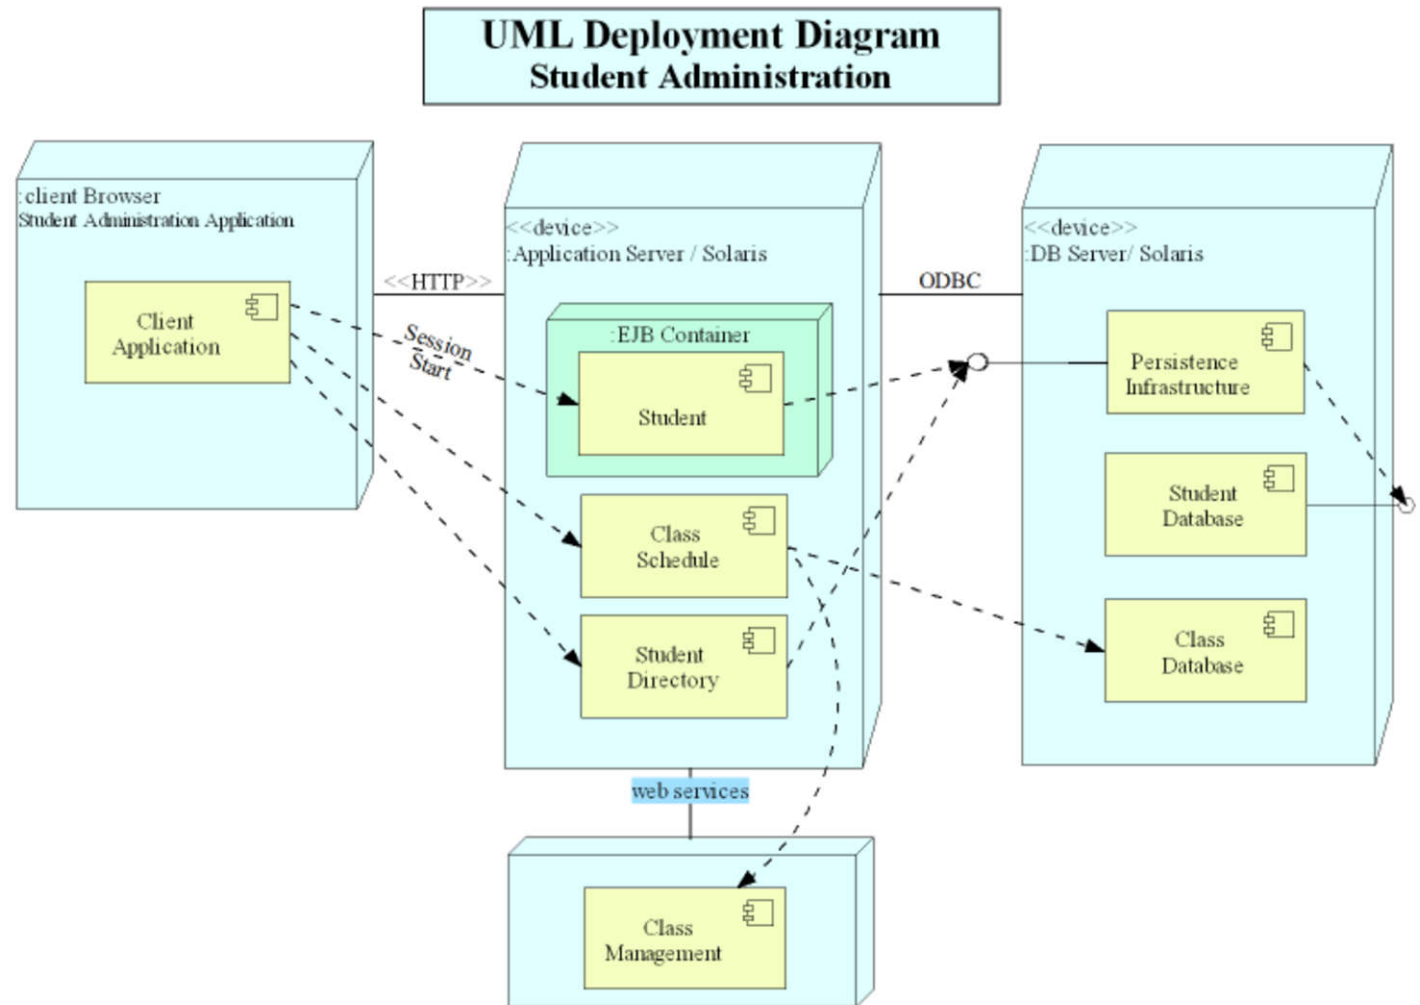 UML Deployment Diagram
Student Administration
:client Browser
Student Administration Application
Client
Application
<<HTTP>>
Session
Start
<<device>>
:Application Server / Solaris
:EJB Container
Student
Class
Schedule
Student
Directory
ODBC
<<device>>
:DB Server/ Solaris
Persistence
Infrastructure
Student
Database
Class
Database
web services
Class
Management